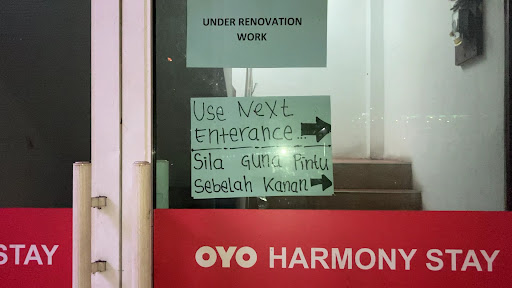 UNDER RENOVATION
WORK
Use Next
Enterance...
Sila Guna Pintu
Sebelah Kanan
STAY
OYO HARMONY STAY